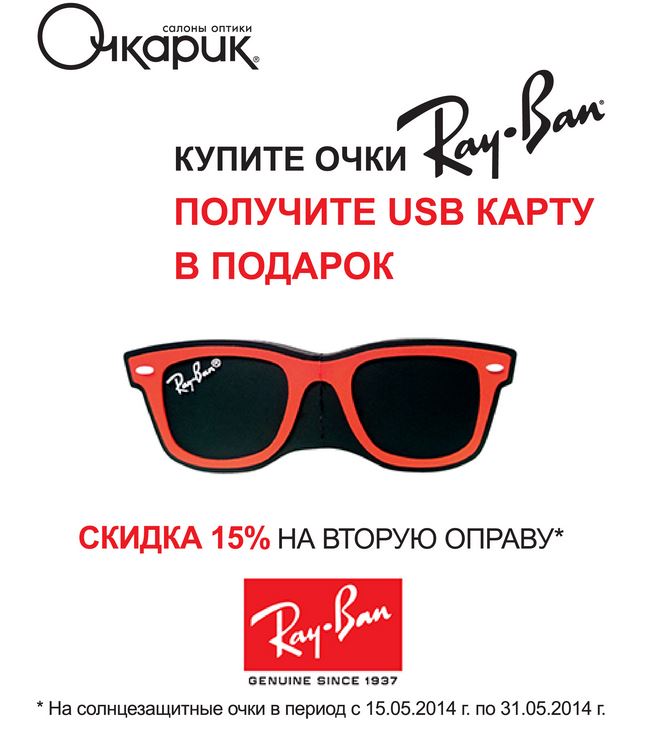 САЛОНЫ ОПТИКИ
Очкарик®
КУПИТЕ ОЧКИ Ray-Ban®
ПОЛУЧИТЕ USB КАРТУ
В ПОДАРОК
Ray-Ban®
СКИДКА 15% НА ВТОРУЮ ОПРАВУ*
Ray-Ban
GENUINE SINCE 1937
* На солнцезащитные очки в период с 15.05.2014 г. по 31.05.2014 г.